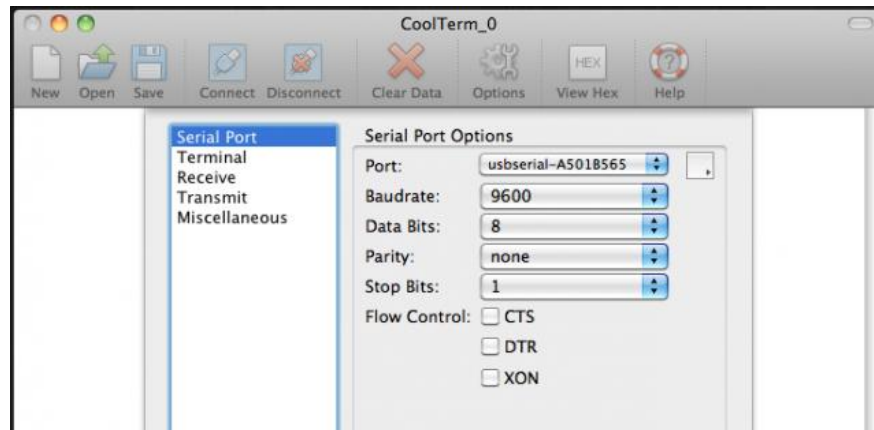 CoolTerm_0
New Open Save Connect Disconnect Clear Data Options HEX View Hex ? Help
Serial Port
Terminal
Receive
Transmit
Miscellaneous
Serial Port Options
Port: usbserial-A501B565
Baudrate: 9600
Data Bits: 8
Parity: none
Stop Bits: 1
Flow Control: CTS
DTR
XON